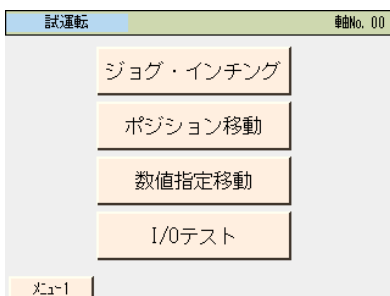 試運転 軸No. 00
ジョグ・インチング
ポジション移動
数値指定移動
I/Oテスト
ﾒﾆｭｰ1